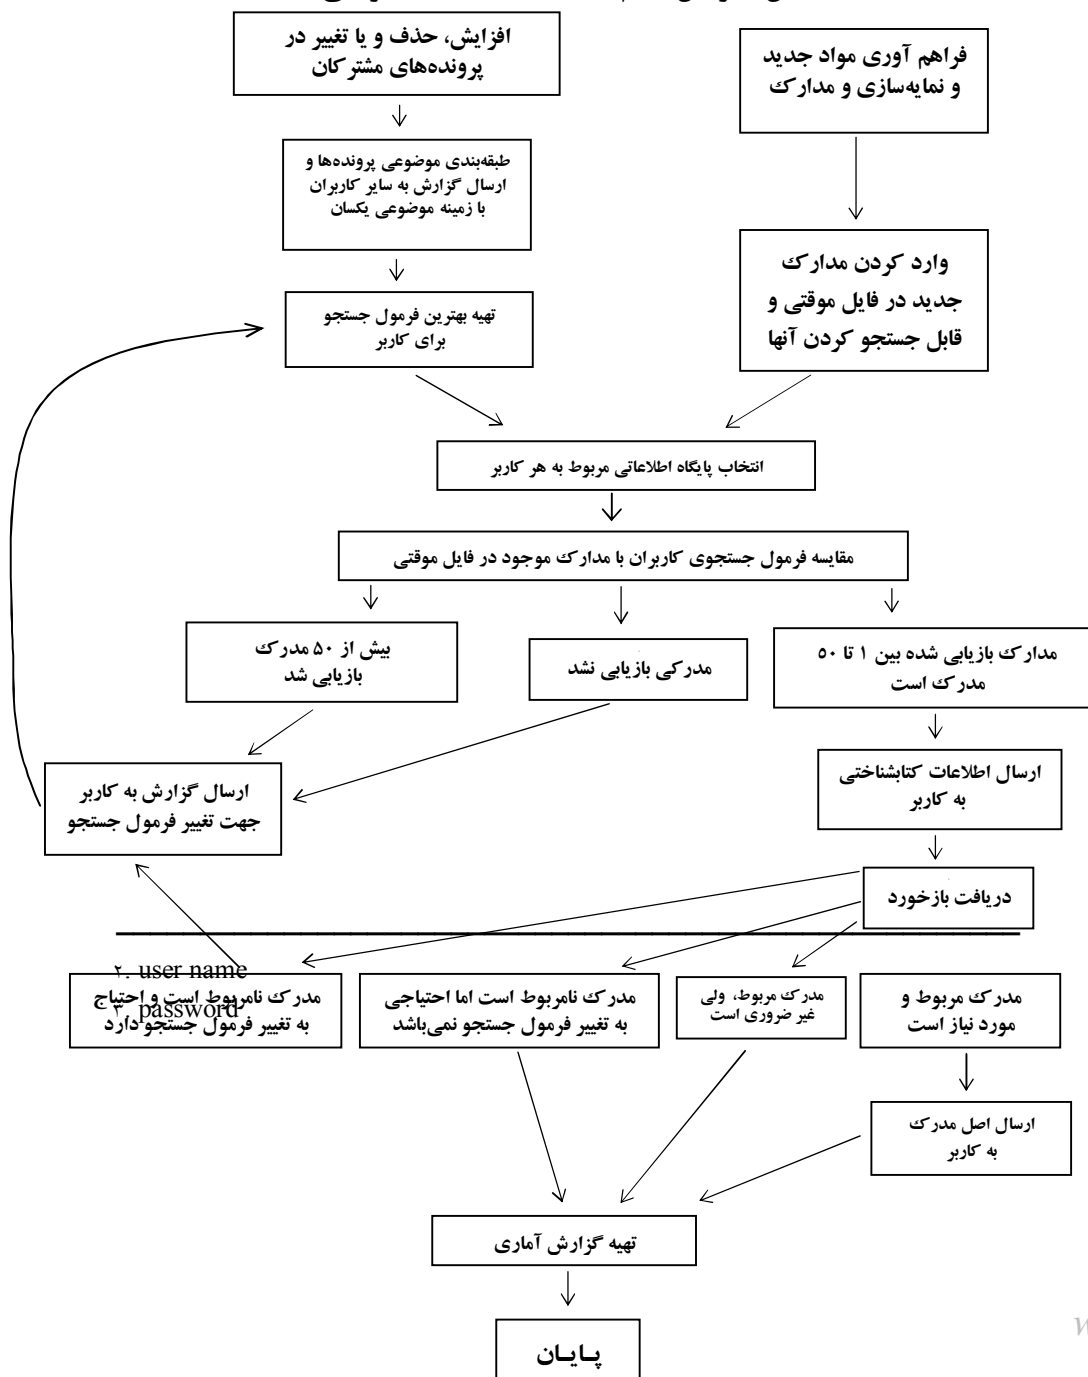 افزایش، حذف و یا تغییر در
پرونده‌های مشترکان
فراهم آوری مواد جدید
و نمایه‌سازی و مدارک
طبقه‌بندی موضوعی پرونده‌ها و
ارسال گزارش به سایر کاربران
با زمینه موضوعی یکسان
وارد کردن مدارک
جدید در فایل موقتی و
قابل جستجو کردن آنها
تهیه بهترین فرمول جستجو
برای کاربر
انتخاب پایگاه اطلاعاتی مربوط به هر کاربر
مقایسه فرمول جستجوی کاربران با مدارک موجود در فایل موقتی
مدارک بازیابی شده بین ۱ تا ۵۰
مدرک است
مدرکی بازیابی نشد
بیش از ۵۰ مدرک
بازیابی شد
ارسال اطلاعات کتابشناختی
به کاربر
ارسال گزارش به کاربر
جهت تغییر فرمول جستجو
دریافت بازخورد
مدرک مربوط و
مورد نیاز است
مدرک مربوط، ولی
غیر ضروری است
مدرک نامربوط است اما احتیاجی
به تغییر فرمول جستجو نمی‌باشد
مدرک نامربوط است و احتیاج
به تغییر فرمول جستجو دارد
۲. user name
۳. password
ارسال اصل مدرک
به کاربر
تهیه گزارش آماری
پـایـان